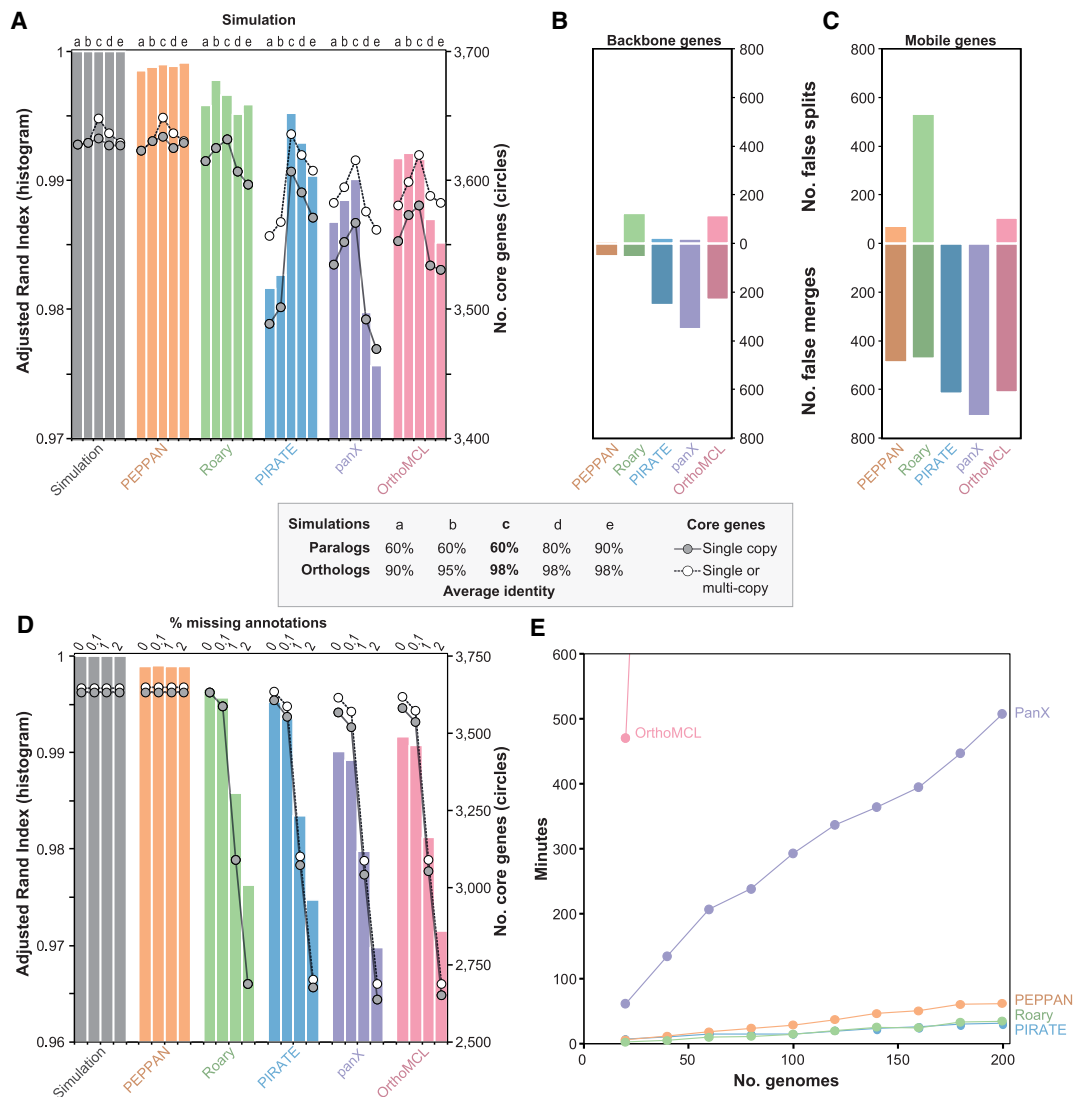 A
Simulation
a b c d e a b c d e a b c d e a b c d e a b c d e a b c d e
1
0.99
0.98
0.97
Adjusted Rand Index (histogram)
3,700
3,600
3,500
3,400
No. core genes (circles)
Simulation
PEPPAN
Roary
PIRATE
panX
OrthoMCL
B
Backbone genes
800
600
400
200
0
200
400
600
800
No. false splits
No. false merges
PEPPAN
Roary
PIRATE
panX
OrthoMCL
C
Mobile genes
800
600
400
200
0
200
400
600
800
PEPPAN
Roary
PIRATE
panX
OrthoMCL
Simulations a b c d e Core genes
Paralogs 60% 60% 60% 80% 90% Single copy
Orthologs 90% 95% 98% 98% 98% Single or
multi-copy
Average identity
D
% missing annotations
0 0.1 1 2 0 0.1 1 2 0 0.1 1 2 0 0.1 1 2 0 0.1 1 2 0 0.1 1 2
1
0.99
0.98
0.97
0.96
Adjusted Rand Index (histogram)
3,750
3,500
3,250
3,000
2,750
2,500
No. core genes (circles)
Simulation
PEPPAN
Roary
PIRATE
panX
OrthoMCL
E
600
500
400
300
200
100
0
Minutes
OrthoMCL
PanX
PEPPAN
Roary
PIRATE
0 50 100 150 200
No. genomes